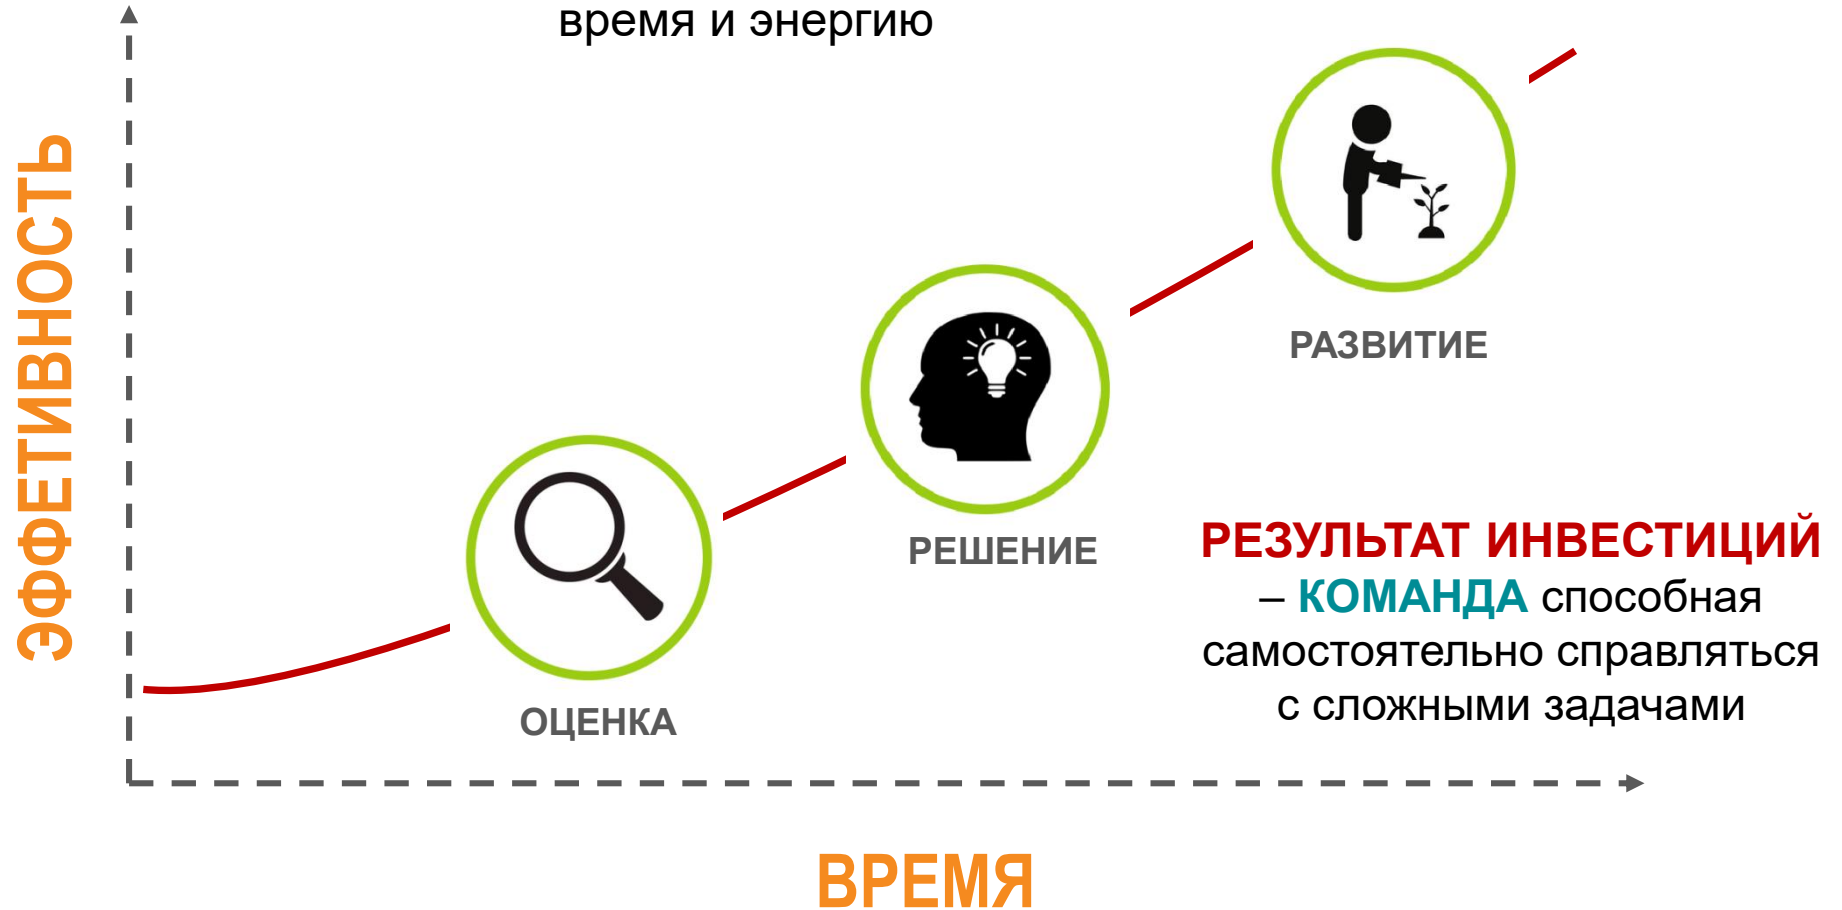 время и энергию
ЭФФЕТИВНОСТЬ
РАЗВИТИЕ
РЕШЕНИЕ
ОЦЕНКА
РЕЗУЛЬТАТ ИНВЕСТИЦИЙ
– КОМАНДА способная
самостоятельно справляться
с сложными задачами
ВРЕМЯ